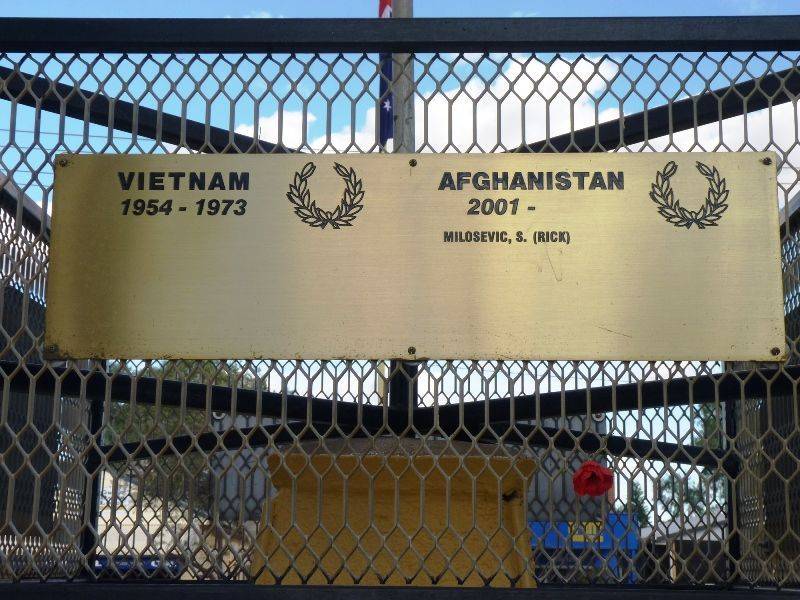 VIETNAM
1954 - 1973
AFGHANISTAN
2001 -
MILOSEVIC, S. (RICK)